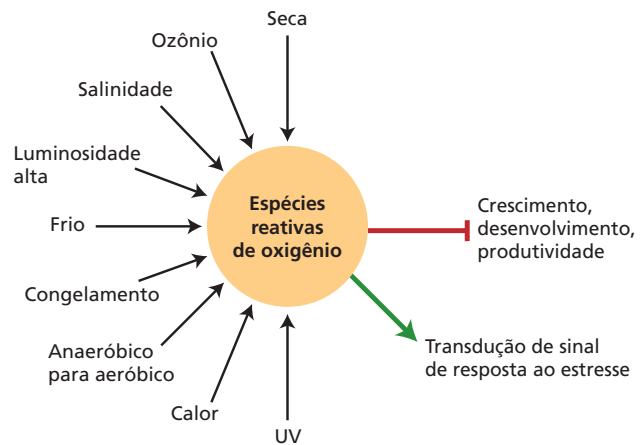 Seca
Ozônio
Salinidade
Luminosidade
alta
Frio
Congelamento
Anaeróbico
para aeróbico
Calor
UV
Espécies
reativas
de oxigênio
Crescimento,
desenvolvimento,
produtividade
Transdução de sinal
de resposta ao estresse